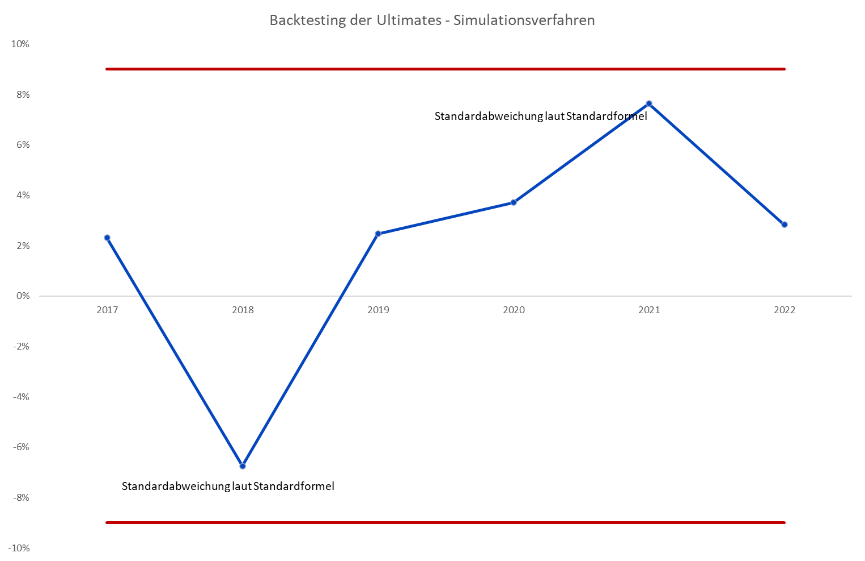 Backtesting der Ultimates - Simulationsverfahren
10%
8%
Standardabweichung laut Standardformel
6%
4%
2%
0%
2017 2018 2019 2020 2021 2022
-2%
-4%
-6%
Standardabweichung laut Standardformel
-8%
-10%